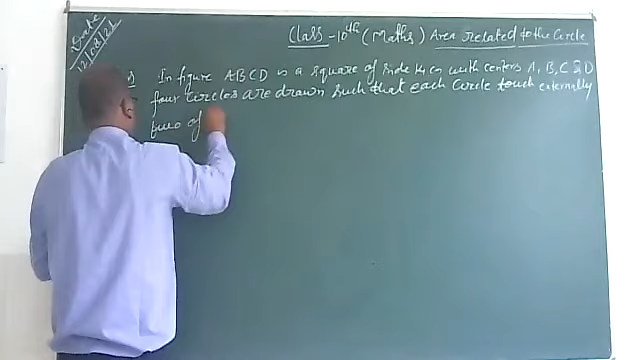 Class - 10th (Maths) Area related to the Circle
Date
12/02/22
In figure ABCD is a square of side 14 cm with centers A, B, C & D
four circles are drawn such that each Circle touch externally
two of